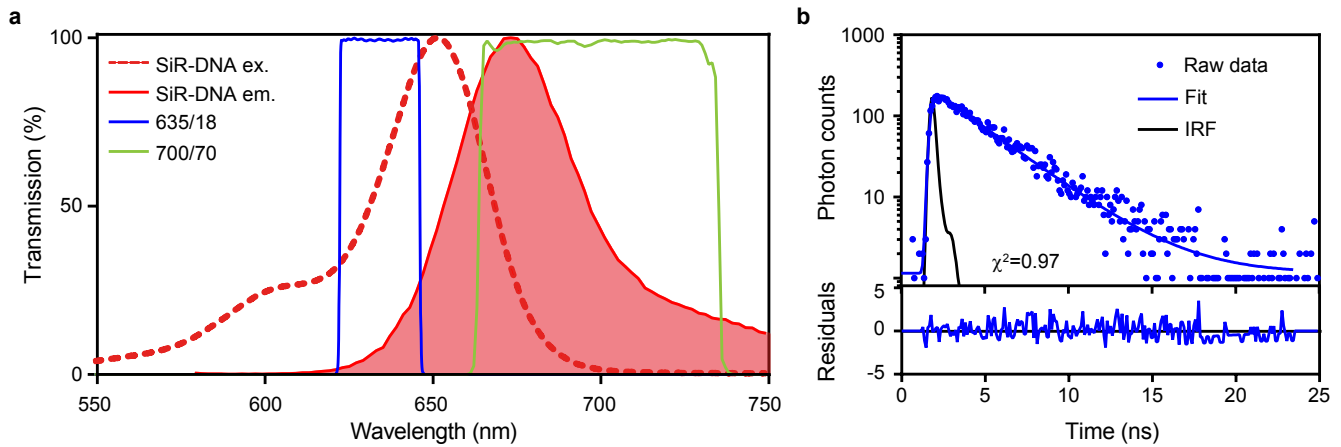 a
100
50
0
Transmission (%)
SiR-DNA ex.
SiR-DNA em.
635/18
700/70
550
600
650
700
750
Wavelength (nm)
b
1000
100
10
1
Photon counts
Raw data
Fit
IRF
χ²=0.97
5
0
-5
Residuals
0
5
10
15
20
25
Time (ns)